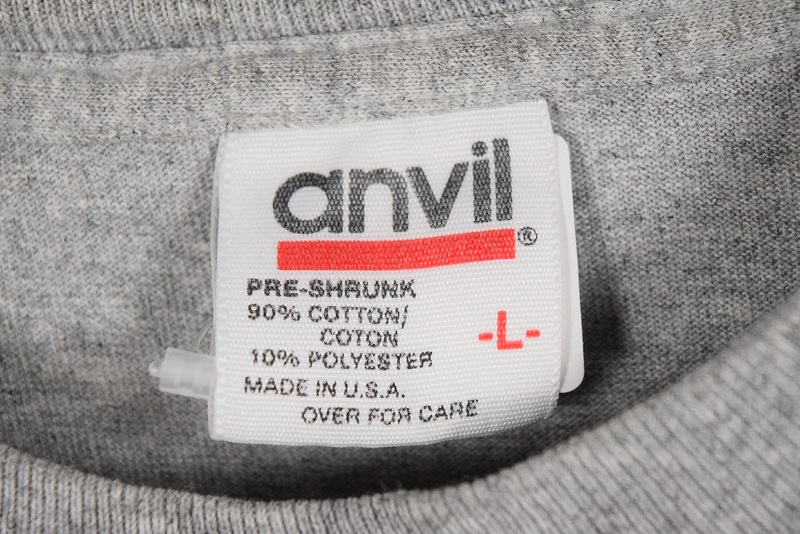 anvil®
PRE-SHRUNK
90% COTTON/
COTON
10% POLYESTER
-L-
MADE IN U.S.A.
OVER FOR CARE